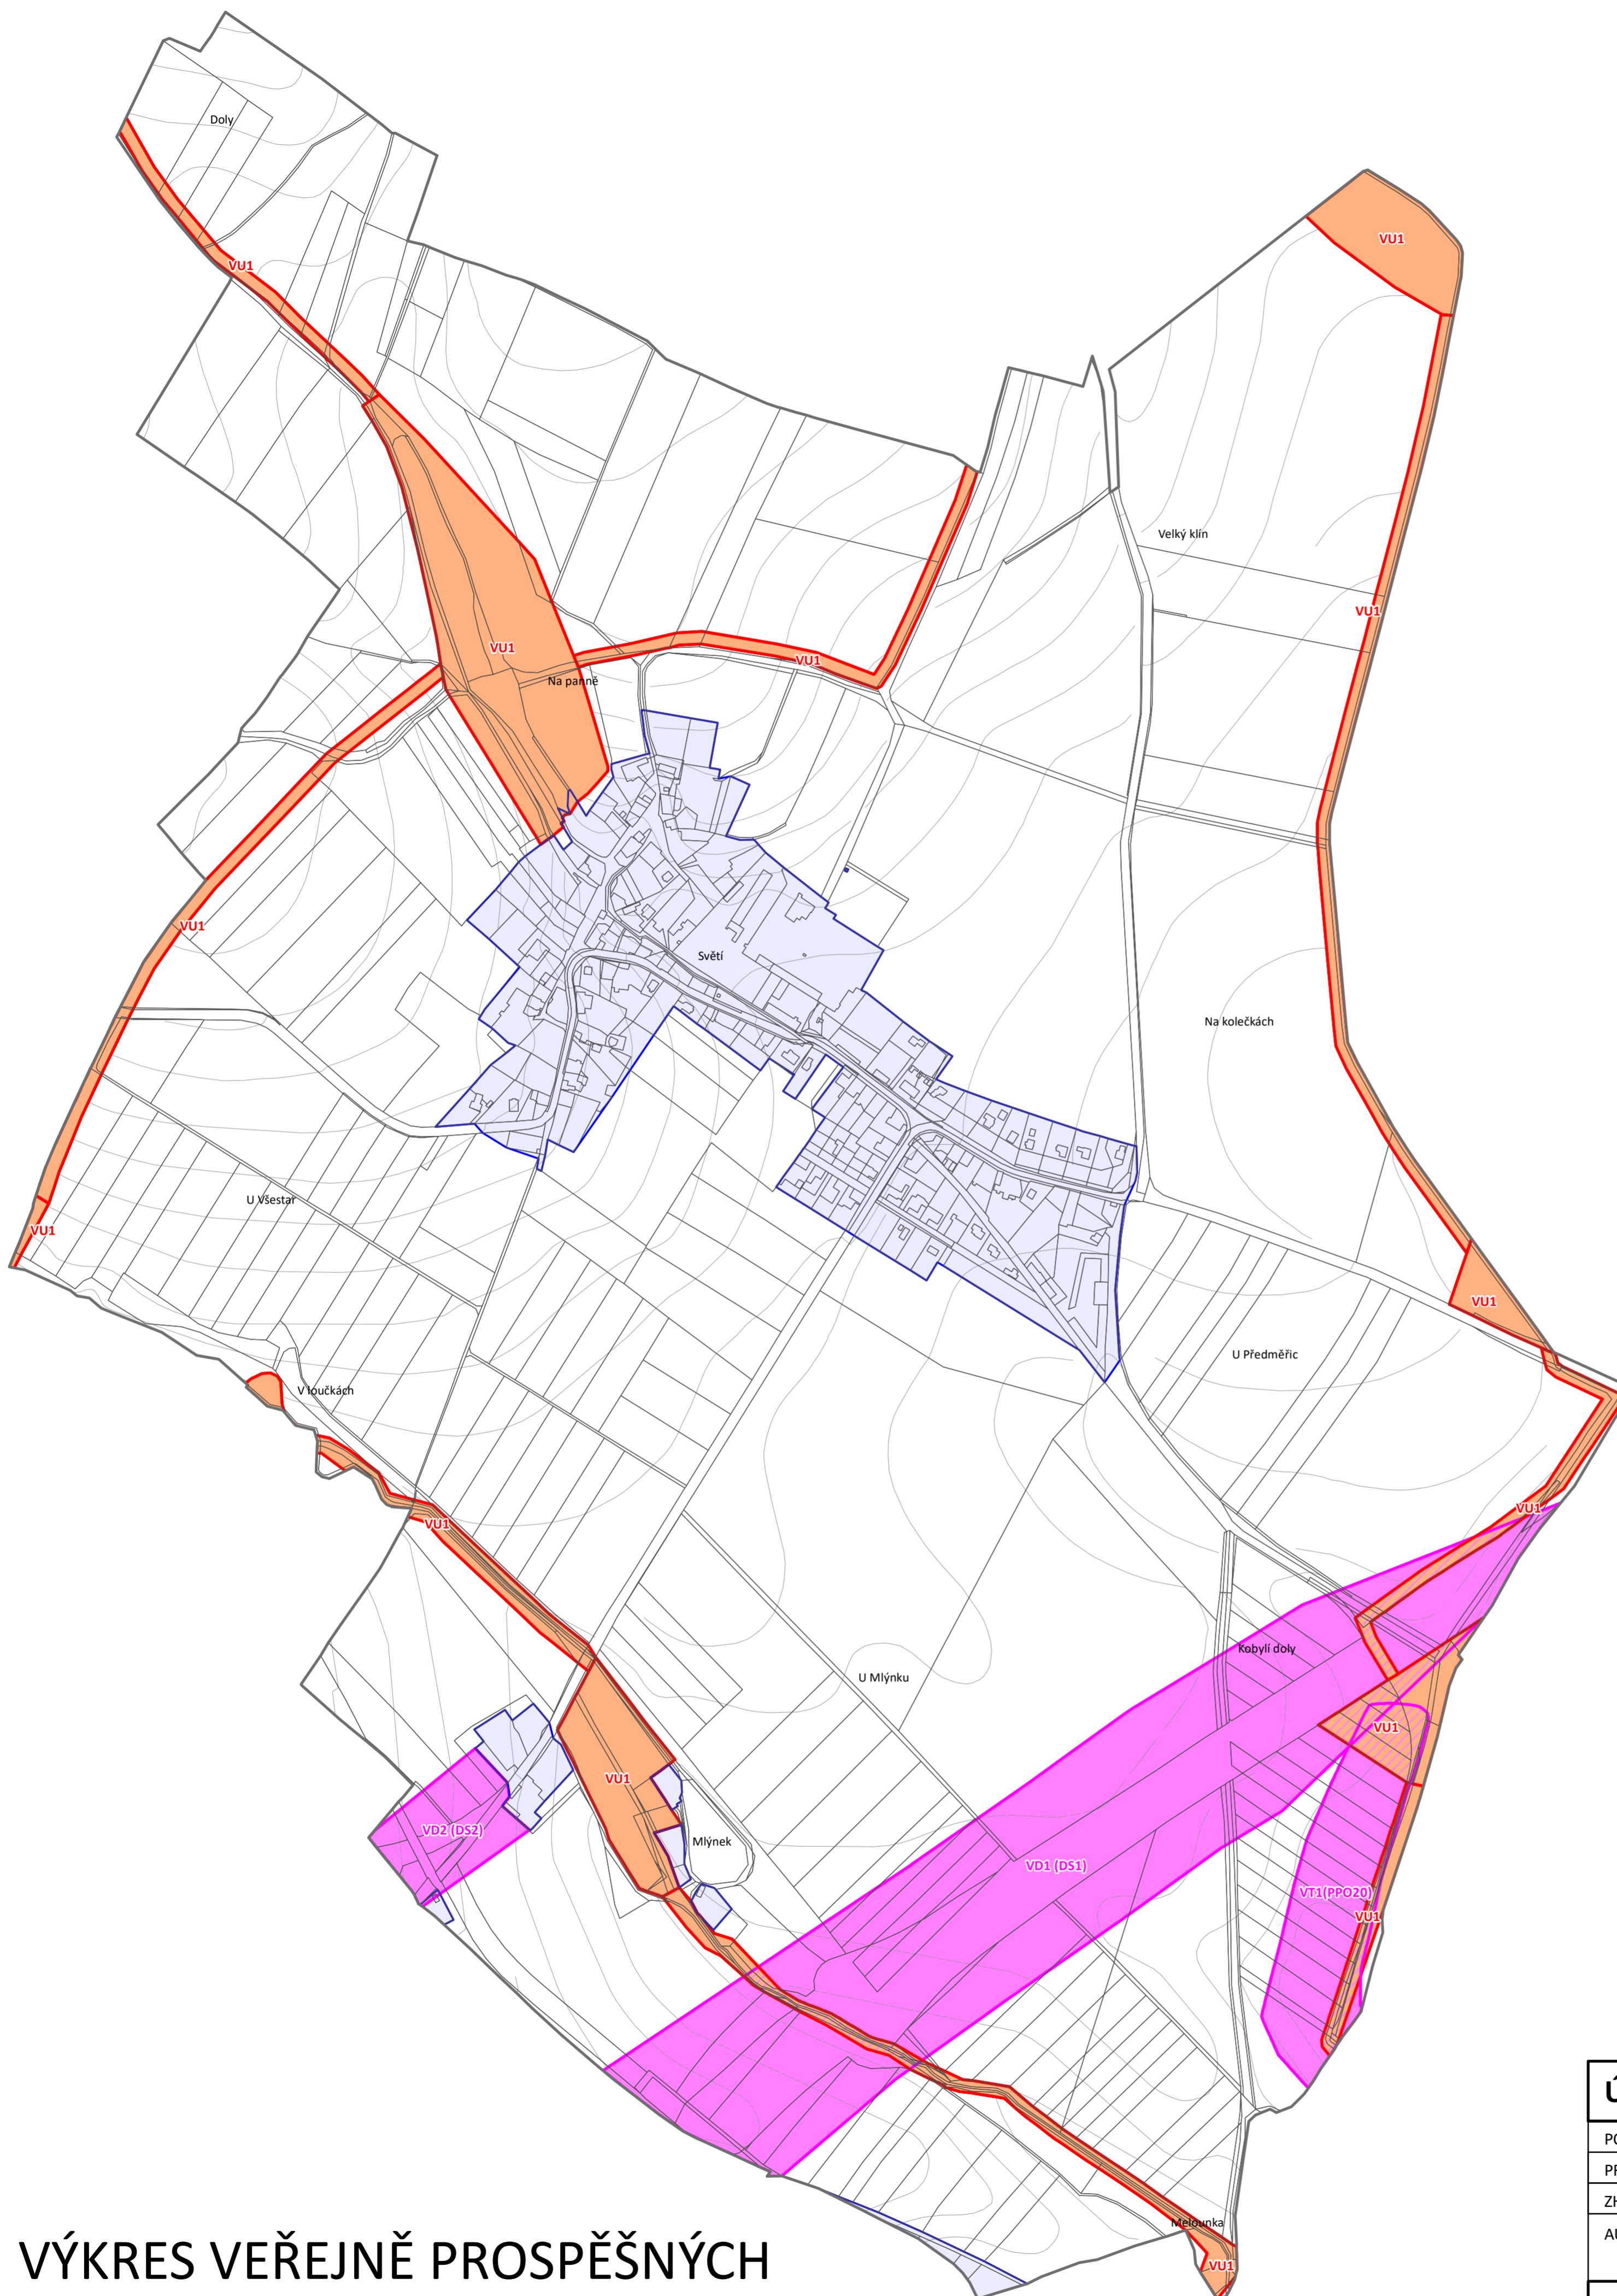 Doly
VU1
VU1
Velký klín
VU1
VU1
VU1
Na panně
VU1
Světí
Na kolečkách
U Všestar
VU1
VU1
U Předměřic
V loučkách
VU1
VU1
Kobylí doly
U Mlýnku
VU1
VU1
VD2 (DS2)
Mlýnek
VD1 (DS1)
VT1(PPO20)
VU1
Melounka
VU1
VÝKRES VEŘEJNĚ PROSPĚŠNÝCH